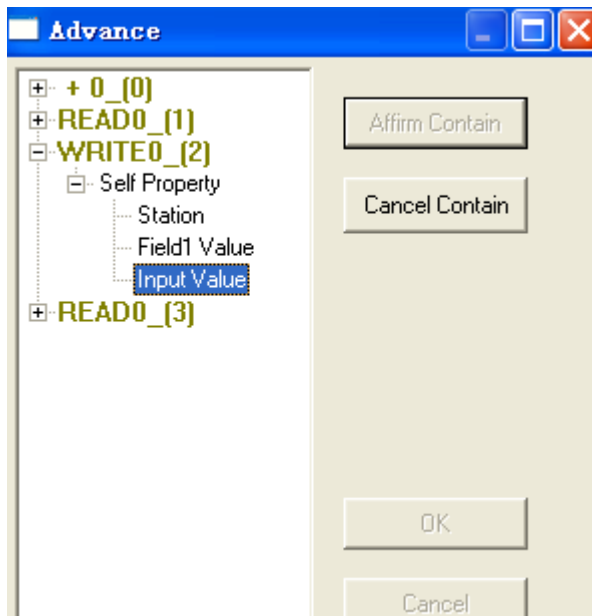 Advance
+ 0_(0)
READ0_(1)
WRITE0_(2)
Self Property
Station
Field1 Value
Input Value
READ0_(3)
Affirm Contain
Cancel Contain
OK
Cancel